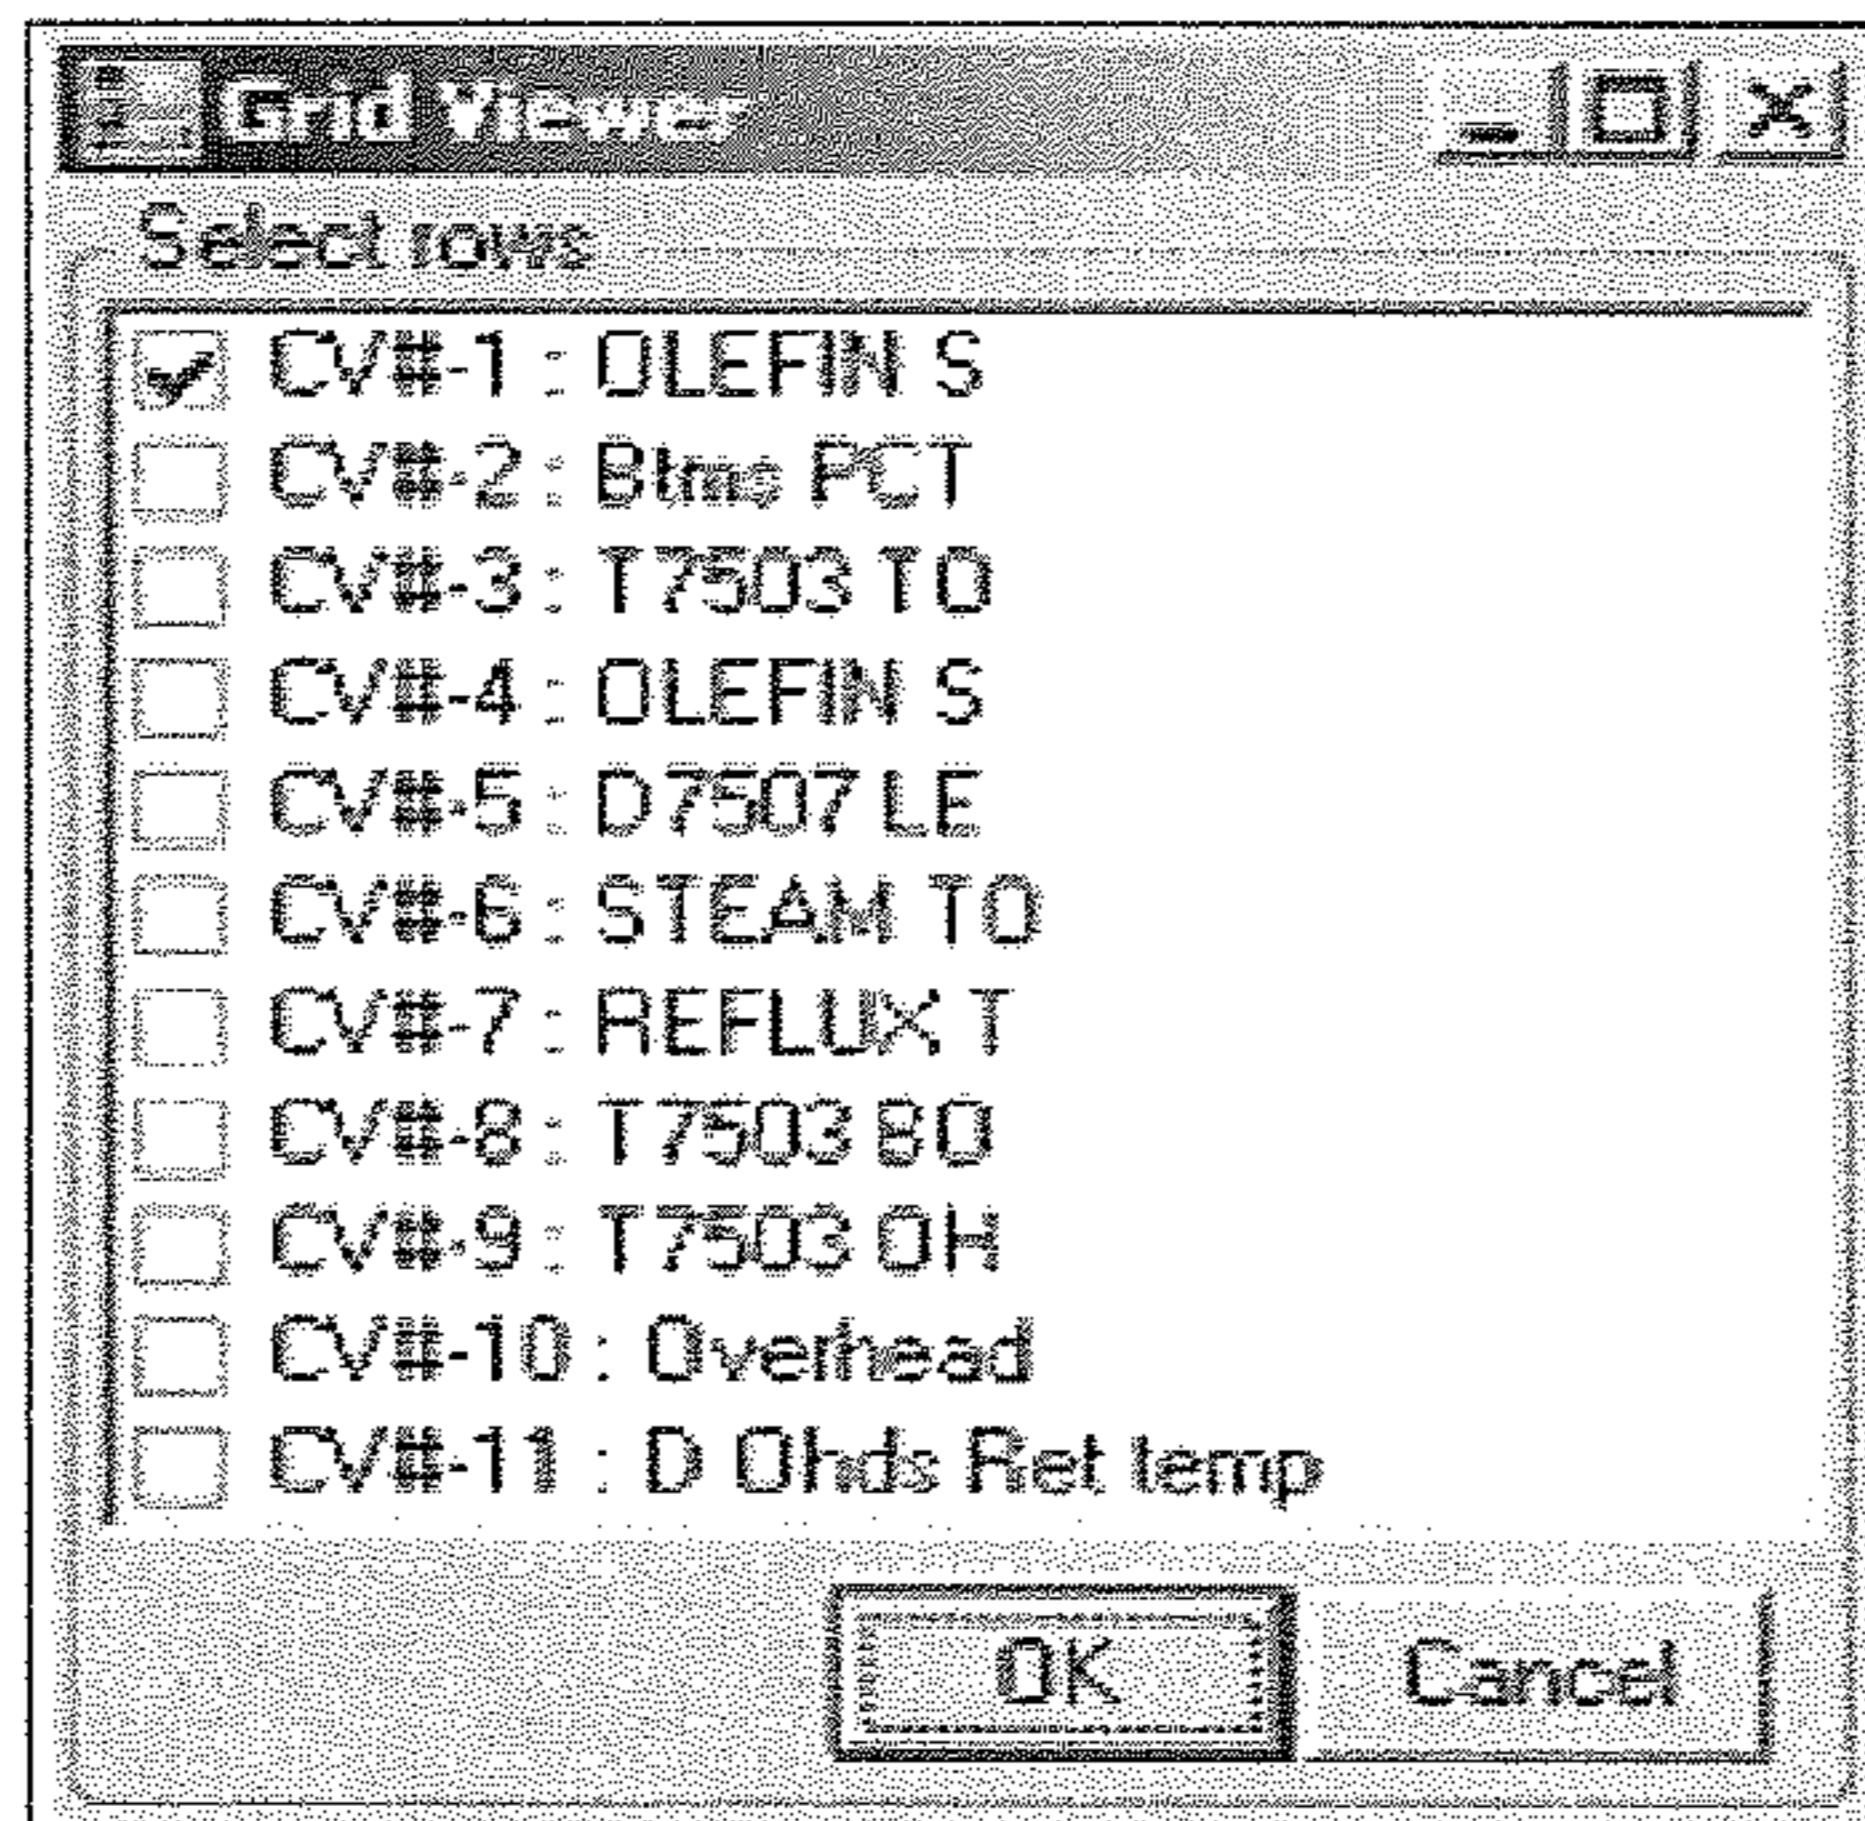 Grid Viewer
Select rows
CV#-1 : OLEFIN S
CV#-2 : Btms PCT
CV#-3 : T7503 TO
CV#-4 : OLEFIN S
CV#-5 : D7507 LE
CV#-6 : STEAM TO
CV#-7 : REFLUX T
CV#-8 : T7503 BO
CV#-9 : T7503 OH
CV#-10 : Overhead
CV#-11 : D Ohds Ret temp
OK Cancel